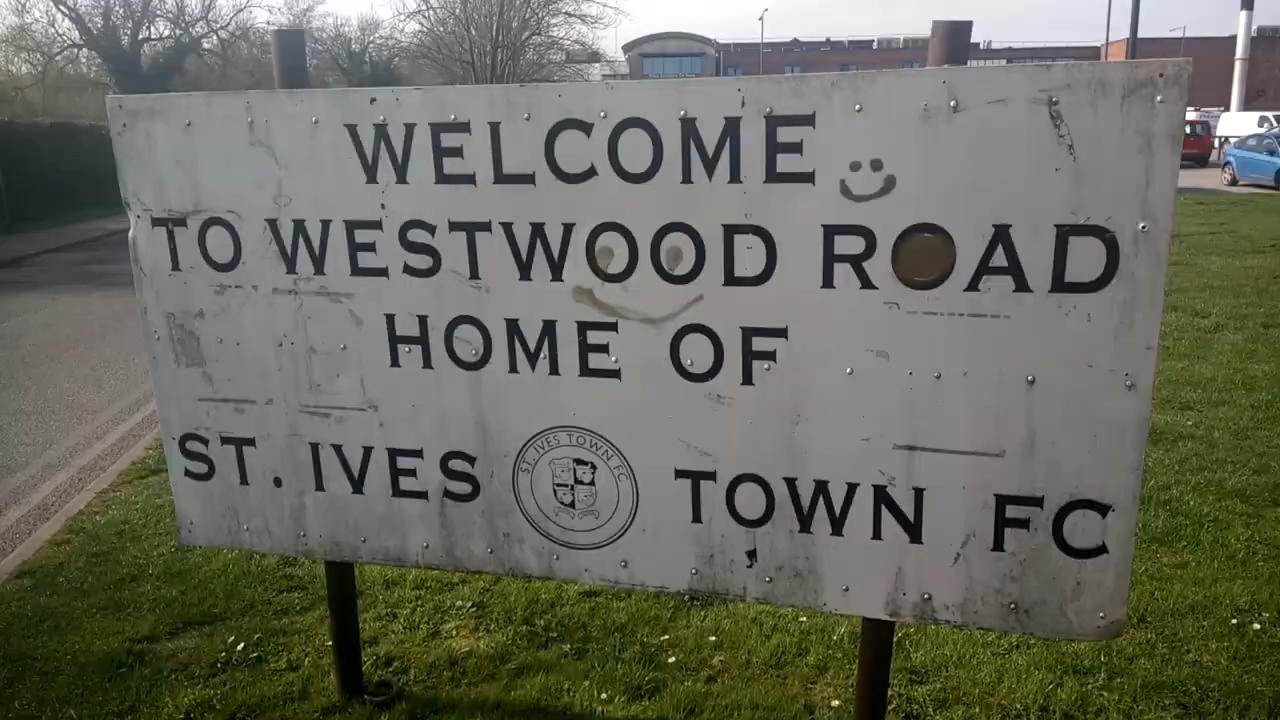 WELCOME
TO WESTWOOD ROAD
HOME OF
ST. IVES TOWN FC
ST. IVES TOWN FC